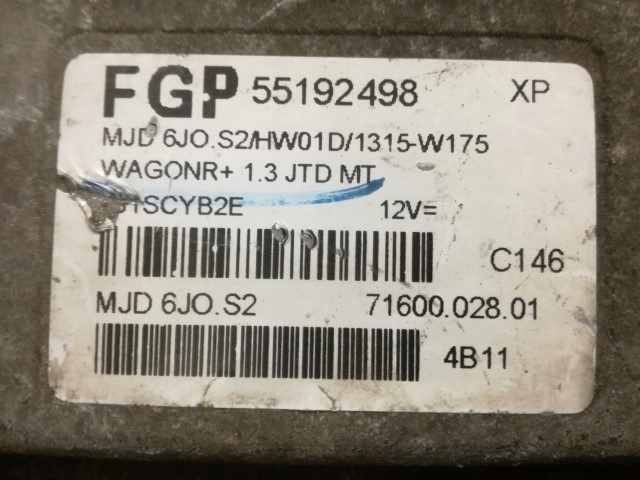 FGP 55192498 XP
MJD 6JO.S2/HW01D/1315-W175
WAGONR+ 1.3 JTD MT
12V=
C146
MJD 6JO.S2 71600.028.01
4B11